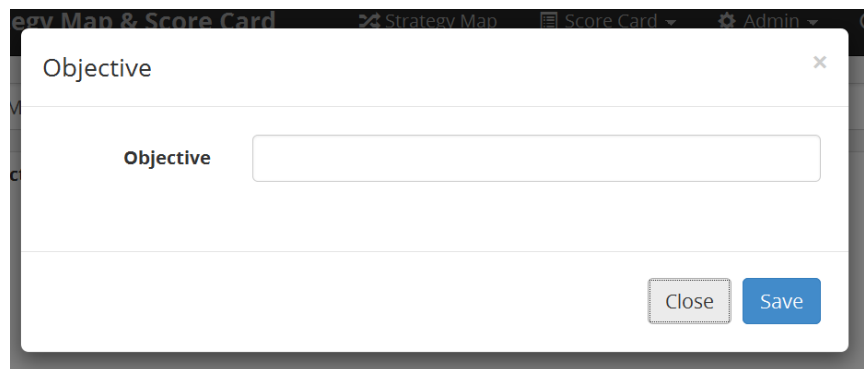 egy Map & Score Card Strategy Map Score Card Admin
Objective ×
Objective
Close Save